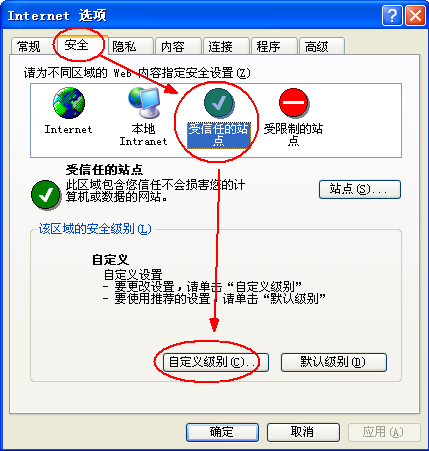 Internet 选项
常规 安全 隐私 内容 连接 程序 高级
请为不同区域的 Web 内容指定安全设置(Z)
Internet
本地
Intranet
受信任的站
点
受限制的站
点
受信任的站点
此区域包含您信任不会损害您的计
算机或数据的网站。
站点(S)...
该区域的安全级别(L)
自定义
自定义设置
- 要更改设置，请单击“自定义级别”
- 要使用推荐的设置，请单击“默认级别”
自定义级别(C)...
默认级别(D)
确定 取消 应用(A)